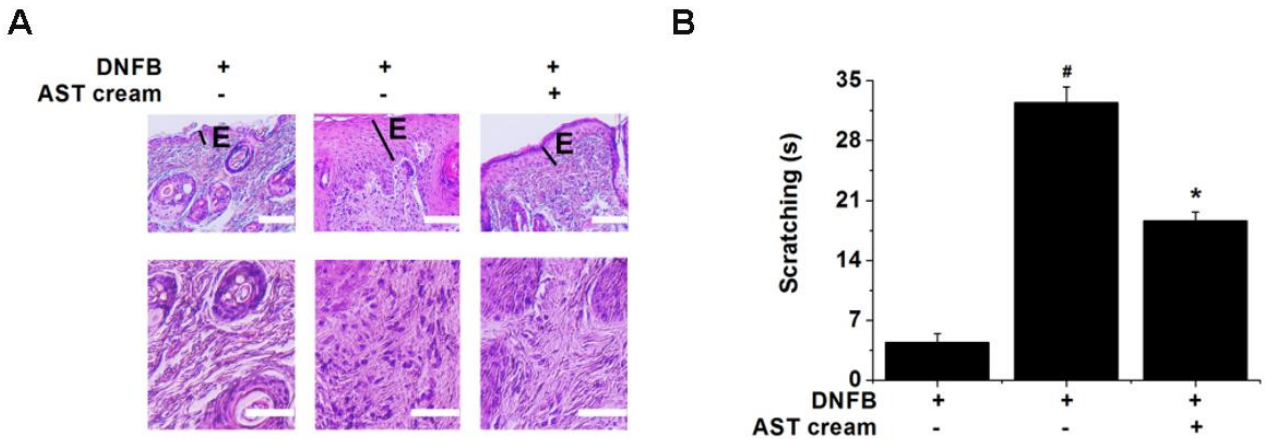 A
DNFB + + +
AST cream - - +
E E E
B
35
28
21
14
7
0
Scratching (s)
#
*
DNFB + + +
AST cream - - +